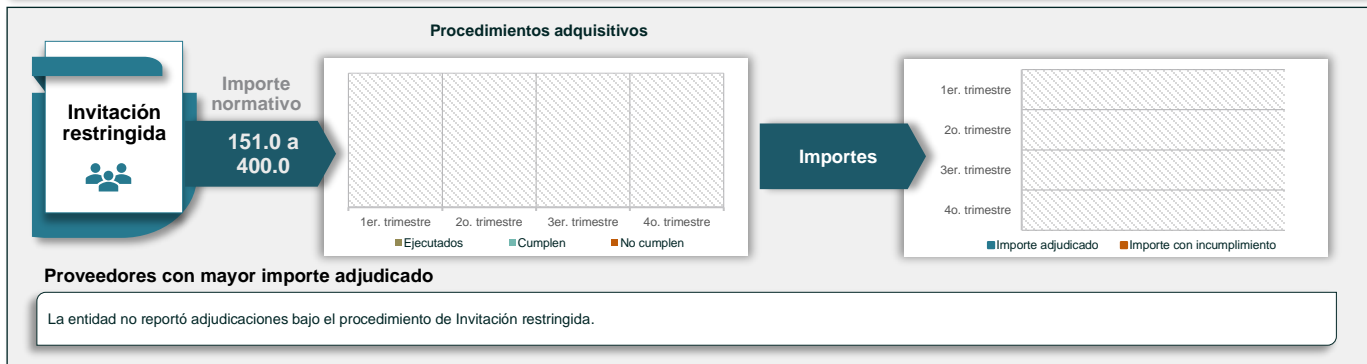 Procedimientos adquisitivos
Invitación
restringida
Importe
normativo
151.0 a
400.0
1er. trimestre 2o. trimestre 3er. trimestre 4o. trimestre
Ejecutados Cumplen No cumplen
Importes
1er. trimestre
2o. trimestre
3er. trimestre
4o. trimestre
Importe adjudicado Importe con incumplimiento
Proveedores con mayor importe adjudicado
La entidad no reportó adjudicaciones bajo el procedimiento de Invitación restringida.